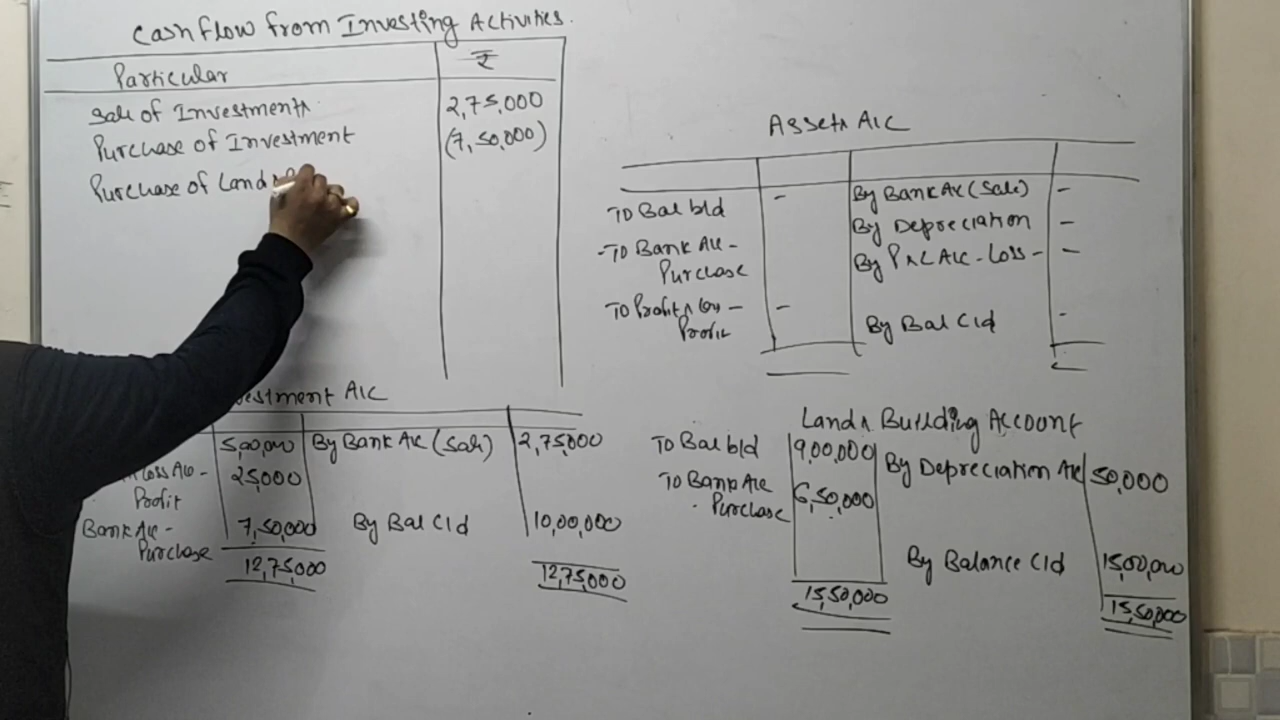 Cash flow from Investing Activities.
Particular ₹
Sale of Investments 2,75,000
Purchase of Investment (7,50,000)
Purchase of Land &
Assets A/c
By Bank A/c (Sale) -
To Bal b/d -
By Depreciation -
- To Bank A/c -
Purchase
By P & L A/c - Loss - -
To Profit & Loss -
Profit -
By Bal C/d -
vestment A/C
5,00,000 By Bank A/c (Sale) 2,75,000
Loss A/c -
Profit 25,000
Bank A/c -
Purchase 7,50,000 By Bal C/d 10,00,000
12,75,000 12,75,000
Land & Building Account
To Bal b/d 9,00,000 By Depreciation A/c 50,000
To Bank A/c
- Purchase 6,50,000
By Balance C/d 15,00,000
15,50,000 15,50,000